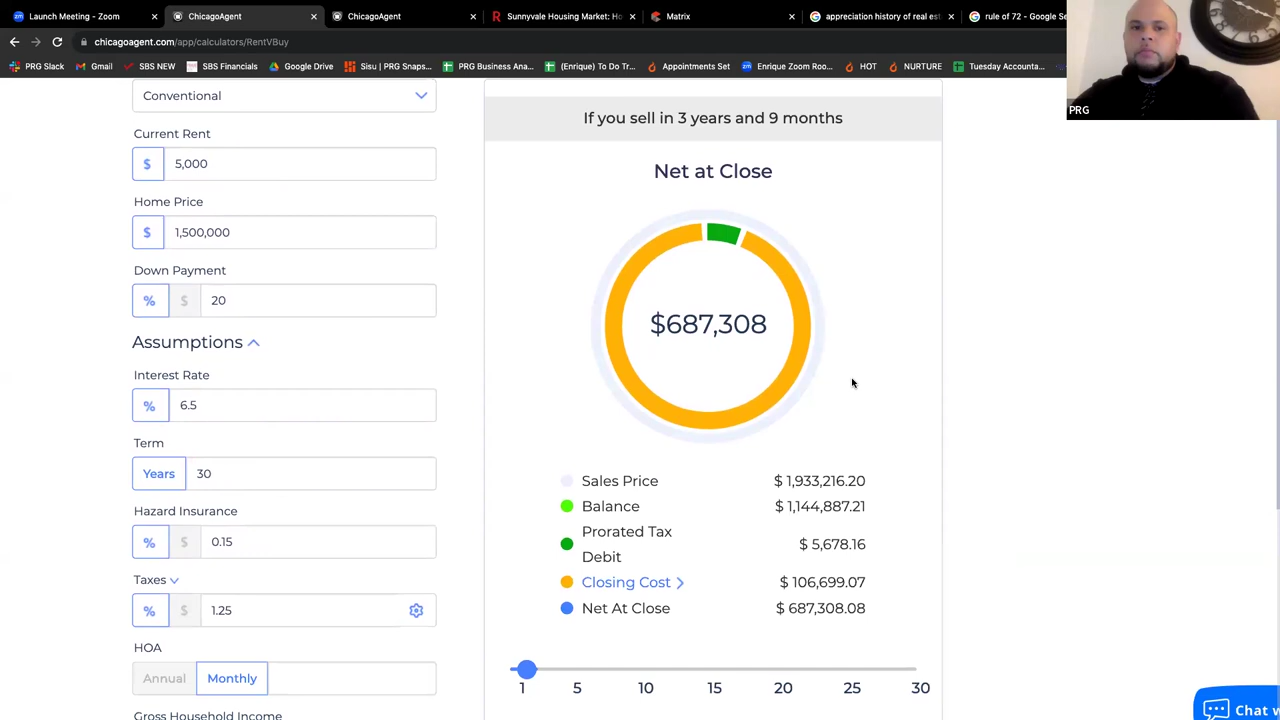 Launch Meeting - Zoom
ChicagoAgent
ChicagoAgent
Sunnyvale Housing Market: Ho
Matrix
appreciation history of real est
rule of 72 - Google Se
chicagoagent.com/app/calculators/RentVBuy
PRG Slack
Gmail
SBS NEW
SBS Financials
Google Drive
Sisu | PRG Snaps...
PRG Business Ana...
(Enrique) To Do Tr...
Appointments Set
Enrique Zoom Roo...
HOT
NURTURE
Tuesday Accounta...
PRG
Conventional
Current Rent
$ 5,000
Home Price
$ 1,500,000
Down Payment
% $ 20
Assumptions
Interest Rate
% 6.5
Term
Years 30
Hazard Insurance
% $ 0.15
Taxes
% $ 1.25
HOA
Annual Monthly
Gross Household Income
If you sell in 3 years and 9 months
Net at Close
$687,308
Sales Price $ 1,933,216.20
Balance $ 1,144,887.21
Prorated Tax
Debit $ 5,678.16
Closing Cost > $ 106,699.07
Net At Close $ 687,308.08
1 5 10 15 20 25 30
Chat w